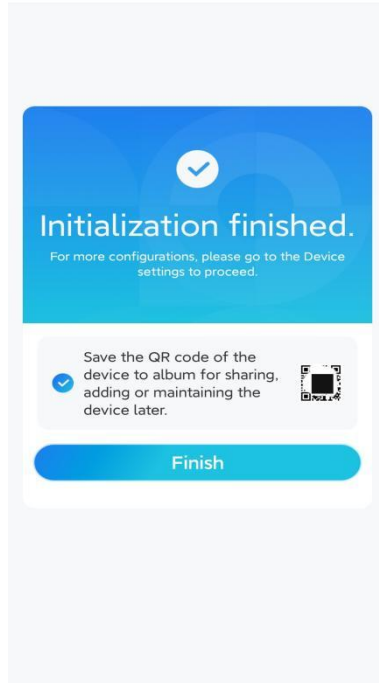 Initialization finished.
For more configurations, please go to the Device
settings to proceed.
Save the QR code of the
device to album for sharing,
adding or maintaining the
device later.
Finish